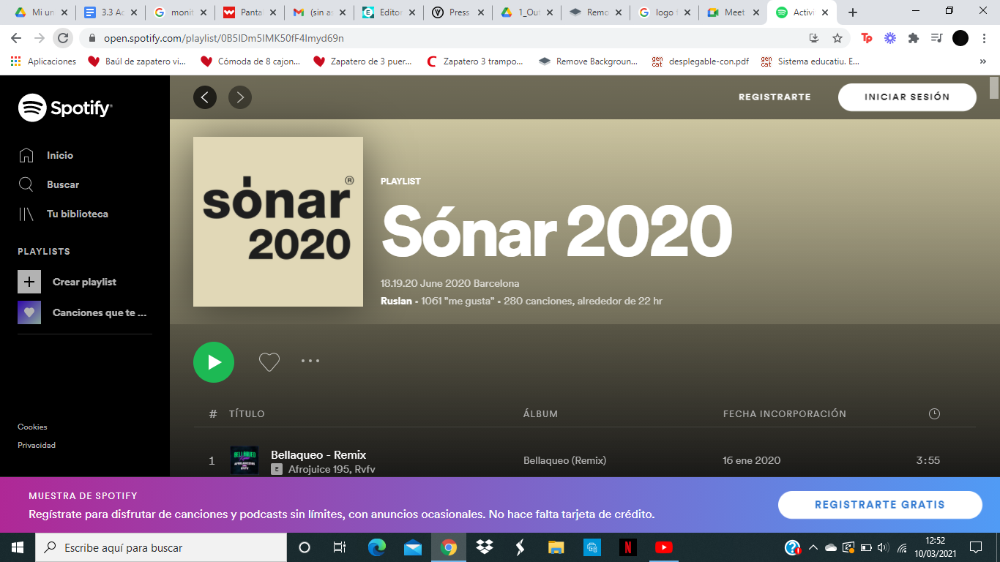 Mi un
3.3 Ac
monit
Panta
(sin as
Editor
Press
1_Out
Remo
logo f
Meet
Activi
open.spotify.com/playlist/0B5IDm5IMK50fF4Imyd69n
Aplicaciones
Baúl de zapatero vi...
Cómoda de 8 cajon...
Zapatero de 3 puer...
Zapatero 3 trampo...
Remove Backgroun...
gen cat
desplegable-con.pdf
gen cat
Sistema educatiu. E...
Spotify
REGISTRARTE
INICIAR SESIÓN
Inicio
Buscar
Tu biblioteca
PLAYLISTS
Crear playlist
Canciones que te ...
Cookies
Privacidad
sónar®
2020
PLAYLIST
Sónar 2020
18.19.20 June 2020 Barcelona
Ruslan • 1061 "me gusta" • 280 canciones, alrededor de 22 hr
# TÍTULO ÁLBUM FECHA INCORPORACIÓN
1 Bellaqueo - Remix Bellaqueo (Remix) 16 ene 2020 3:55
E Afrojuice 195, Rvfv
MUESTRA DE SPOTIFY
Regístrate para disfrutar de canciones y podcasts sin límites, con anuncios ocasionales. No hace falta tarjeta de crédito.
REGISTRARTE GRATIS
Escribe aquí para buscar
12:52
10/03/2021